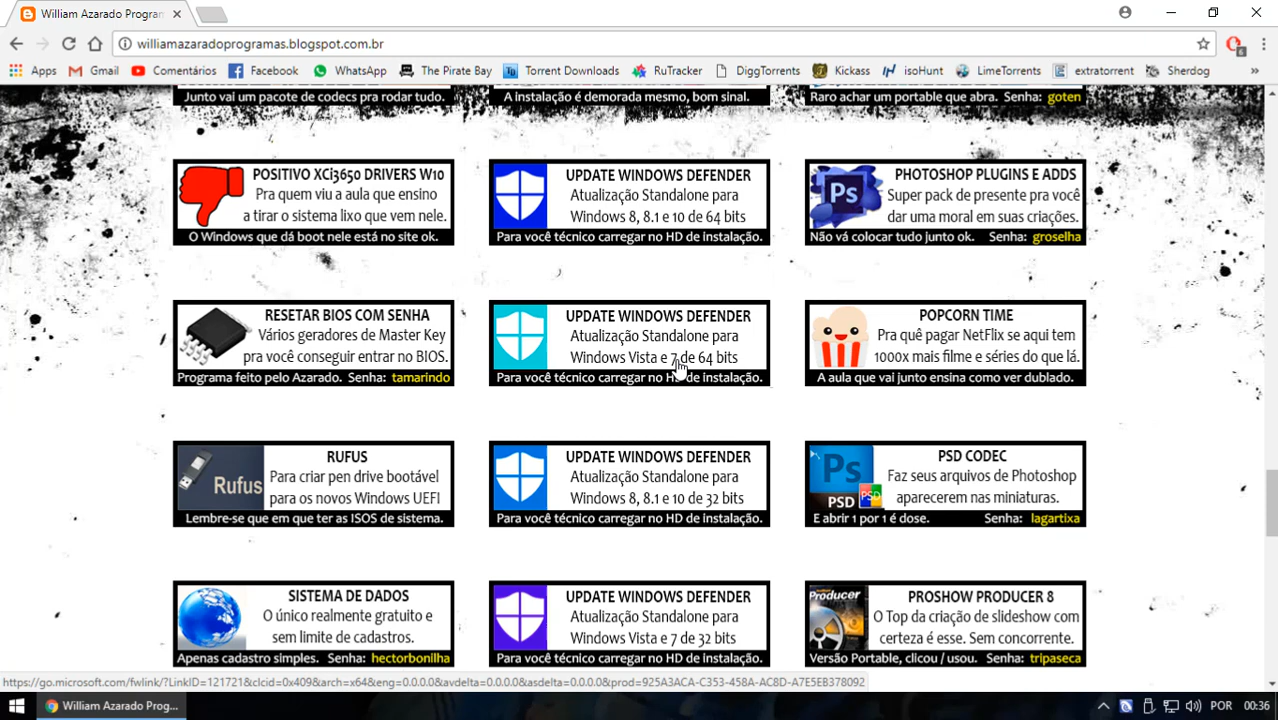 William Azarado Program
williamazaradoprogramas.blogspot.com.br
6
Apps Gmail Comentários Facebook WhatsApp The Pirate Bay Torrent Downloads RuTracker DiggTorrents Kickass isoHunt LimeTorrents extratorrent Sherdog »
Junto vai um pacote de codecs pra rodar tudo.
A instalação é demorada mesmo, bom sinal.
Raro achar um portable que abra. Senha: goten
POSITIVO XCi3650 DRIVERS W10
Pra quem viu a aula que ensino
a tirar o sistema lixo que vem nele.
O Windows que dá boot nele está no site ok.
UPDATE WINDOWS DEFENDER
Atualização Standalone para
Windows 8, 8.1 e 10 de 64 bits
Para você técnico carregar no HD de instalação.
Ps
PHOTOSHOP PLUGINS E ADDS
Super pack de presente pra você
dar uma moral em suas criações.
Não vá colocar tudo junto ok. Senha: groselha
RESETAR BIOS COM SENHA
Vários geradores de Master Key
pra você conseguir entrar no BIOS.
Programa feito pelo Azarado. Senha: tamarindo
UPDATE WINDOWS DEFENDER
Atualização Standalone para
Windows Vista e 7 de 64 bits
Para você técnico carregar no HD de instalação.
POPCORN TIME
Pra quê pagar NetFlix se aqui tem
1000x mais filme e séries do que lá.
A aula que vai junto ensina como ver dublado.
Rufus
RUFUS
Para criar pen drive bootável
para os novos Windows UEFI
Lembre-se que em que ter as ISOS de sistema.
UPDATE WINDOWS DEFENDER
Atualização Standalone para
Windows 8, 8.1 e 10 de 32 bits
Para você técnico carregar no HD de instalação.
Ps
PSD
PSD
PSD CODEC
Faz seus arquivos de Photoshop
aparecerem nas miniaturas.
E abrir 1 por 1 é dose. Senha: lagartixa
SISTEMA DE DADOS
O único realmente gratuito e
sem limite de cadastros.
Apenas cadastro simples. Senha: hectorbonilha
UPDATE WINDOWS DEFENDER
Atualização Standalone para
Windows Vista e 7 de 32 bits
Para você técnico carregar no HD de instalação.
Producer
PROSHOW PRODUCER 8
O Top da criação de slideshow com
certeza é esse. Sem concorrente.
Versão Portable, clicou / usou. Senha: tripaseca
https://go.microsoft.com/fwlink/?LinkID=121721&clcid=0x409&arch=x64&eng=0.0.0.0&avdelta=0.0.0.0&asdelta=0.0.0.0&prod=925A3ACA-C353-458A-AC8D-A7E5EB378092
William Azarado Prog...
POR 00:36